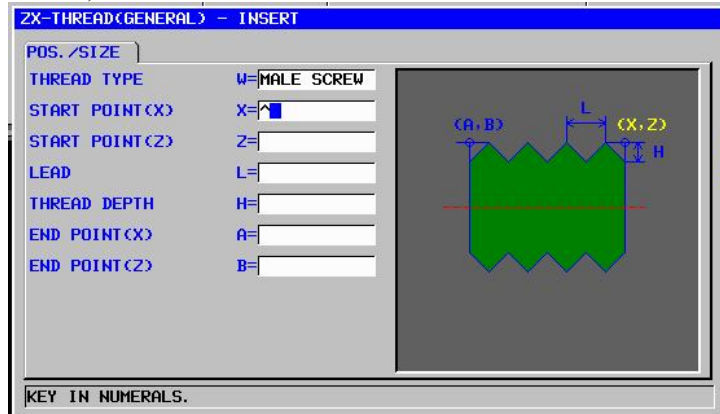 ZX-THREAD(GENERAL) - INSERT
POS./SIZE
THREAD TYPE W=MALE SCREW
START POINT(X) X=^
START POINT(Z) Z=
LEAD L=
THREAD DEPTH H=
END POINT(X) A=
END POINT(Z) B=
L
(A,B) (X,Z)
H
KEY IN NUMERALS.